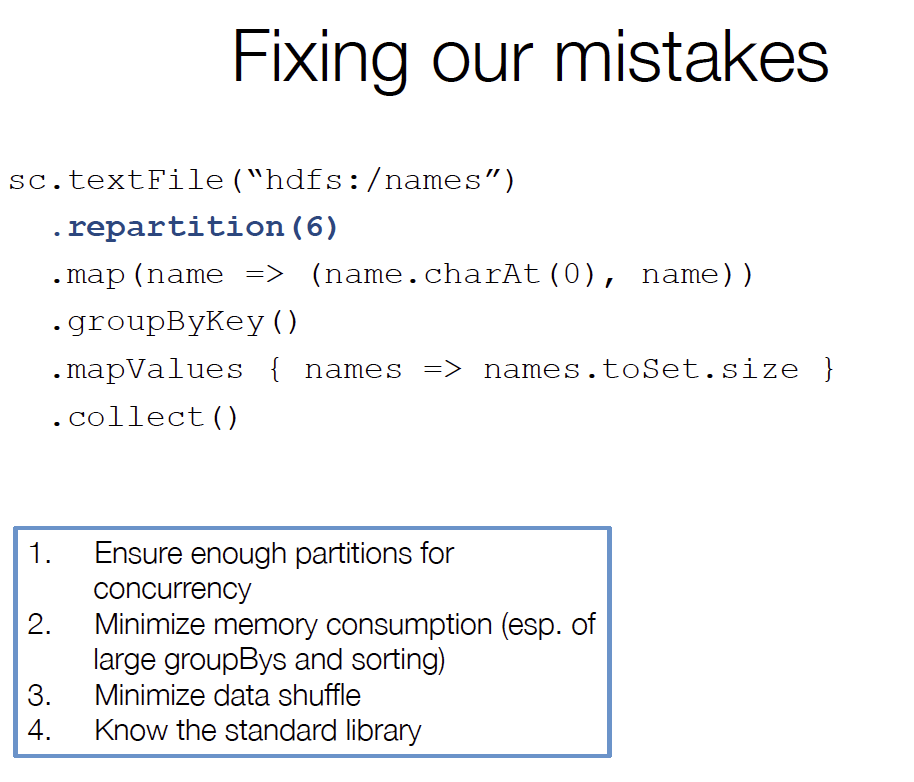 Fixing our mistakes
sc.textFile(“hdfs:/names”)
.repartition(6)
.map(name => (name.charAt(0), name))
.groupByKey()
.mapValues { names => names.toSet.size }
.collect()
1. Ensure enough partitions for
concurrency
2. Minimize memory consumption (esp. of
large groupBys and sorting)
3. Minimize data shuffle
4. Know the standard library